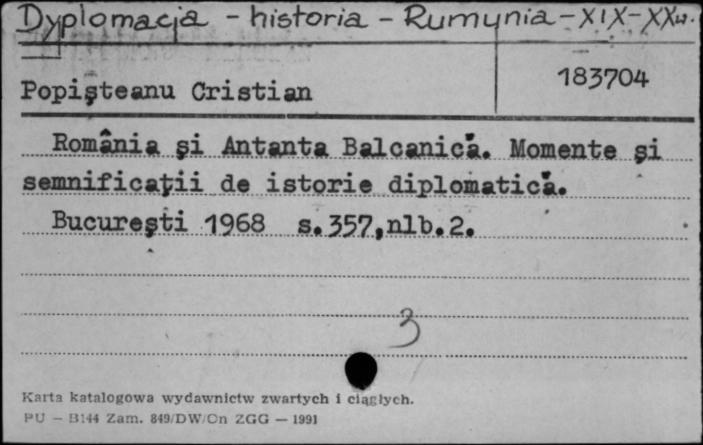 Dyplomacja - historia - Rumunia - XIX-XXw.
183704
Popişteanu Cristian
România şi Antanta Balcanică. Momente şi
semnificaţii de istorie diplomatică.
Bucureşti 1968 s.357,nlb.2.
3
Karta katalogowa wydawnictw zwartych i ciągłych.
PU — B144 Zam. 849/DW/On ZGG — 1991